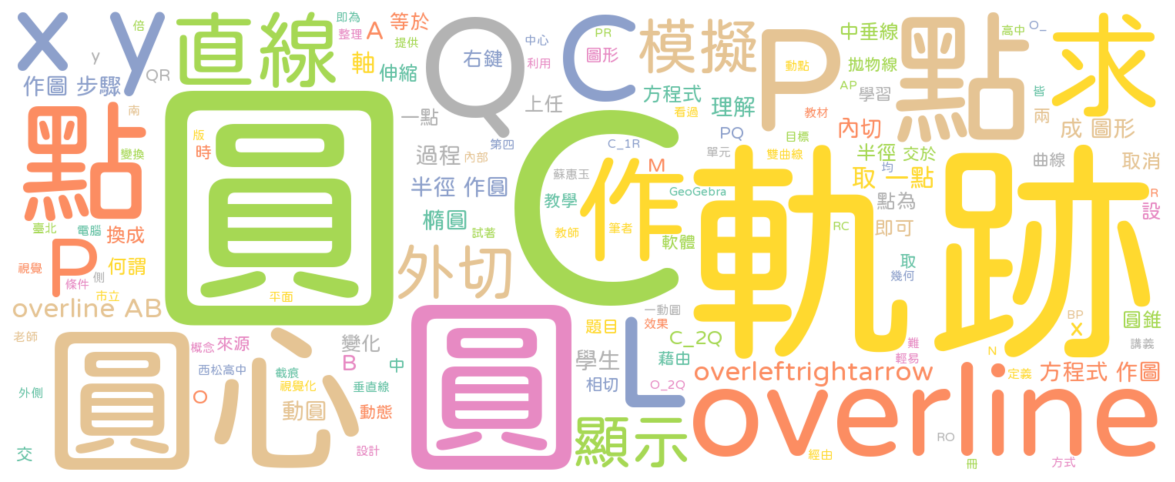 x y 直線 即為 倍 A 等於 整理 提供 軸 伸縮
y QR 作圖 步驟
Q 右鍵 中心 利用 C 圖形 PR 模擬 P 動點
中垂線 拋物線 AP 學習 高中 O_ 點 求
皆 兩 成 圖形
方程式 理解 看過 教材 內切
點 南 變換 臺北 電腦 換成
版 時 圓 平面
一點 上任 第四 過程 內部 半徑 作圓
C_1R 蘇惠玉 M GeoGebra 教學 作 C
PQ 單元 目標 雙曲線 半徑 交於 均 取 一點
曲線 取消 R 設
橢圓 試著 教師 筆者 軟體
軌跡 RC 點為 即可 取 幾何
P 視覺 條件 側 何謂 市立
overline AB
外切 一動圓 效果 題目 L C_2Q
BP x 圓錐 講義
老師 圓心 概念 來源 西松高中 截痕 視覺化 動圓
變化 B 中 垂直線 動態 設計
圓 學生 藉由 相切 O_2Q
難 輕易 N 定義 方程式 作圖
overleftrightarrow
外側 O 交
顯示 overline RO
經由 冊 方式